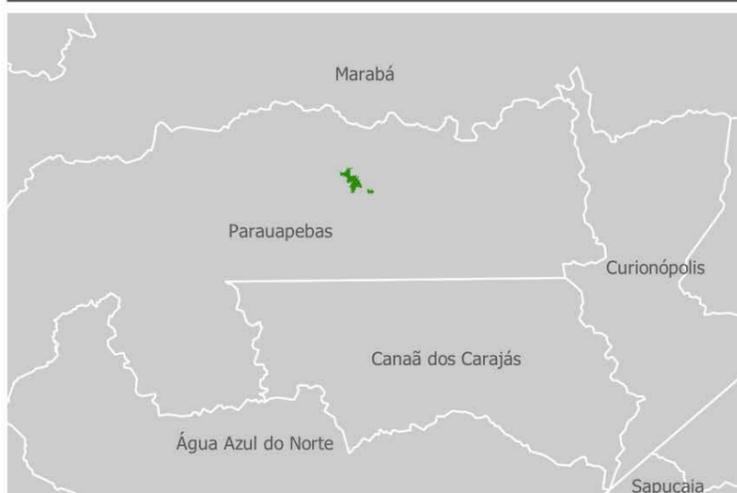 Marabá
Parauapebas
Curionópolis
Canaã dos Carajás
Água Azul do Norte
Sapucaia